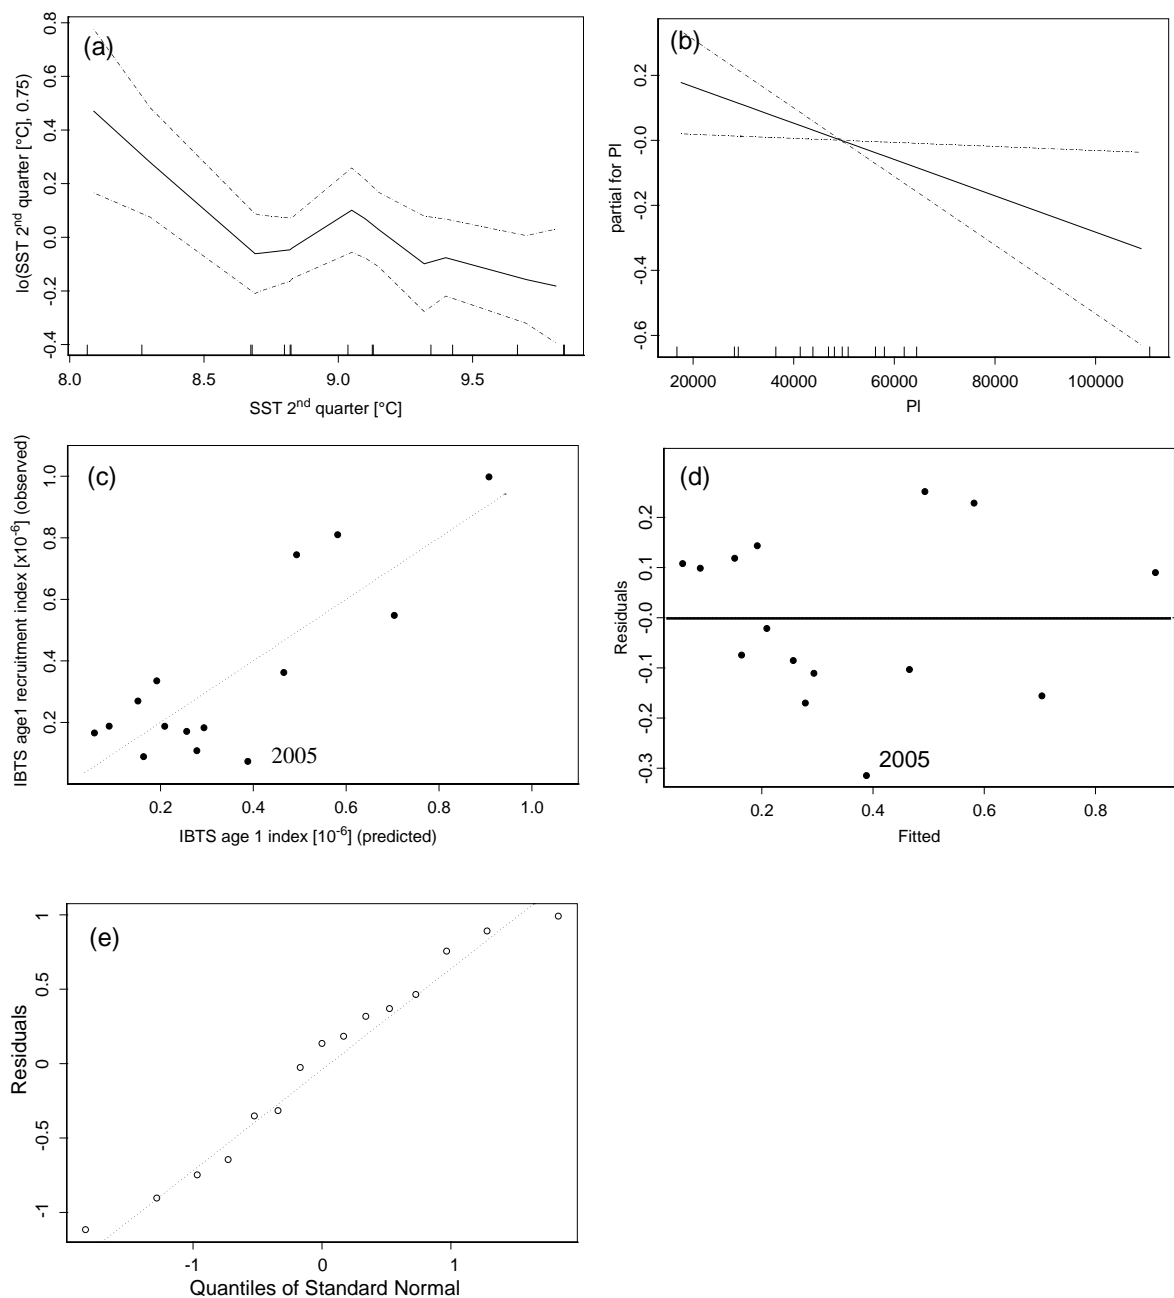 (a)
lo(SST 2nd quarter [°C], 0.75)
0.8
0.6
0.4
0.2
0.0
-0.2
-0.4
8.0 8.5 9.0 9.5
SST 2nd quarter [°C]
(b)
partial for PI
0.2
-0.0
-0.2
-0.4
-0.6
20000 40000 60000 80000 100000
PI
(c)
IBTS age1 recruitment index [x10-6] (observed)
1.0
0.8
0.6
0.4
0.2
2005
0.2 0.4 0.6 0.8 1.0
IBTS age 1 index [10-6] (predicted)
(d)
Residuals
0.2
0.1
-0.0
-0.1
-0.2
-0.3
2005
0.2 0.4 0.6 0.8
Fitted
(e)
Residuals
1
0.5
0
-0.5
-1
-1 0 1
Quantiles of Standard Normal